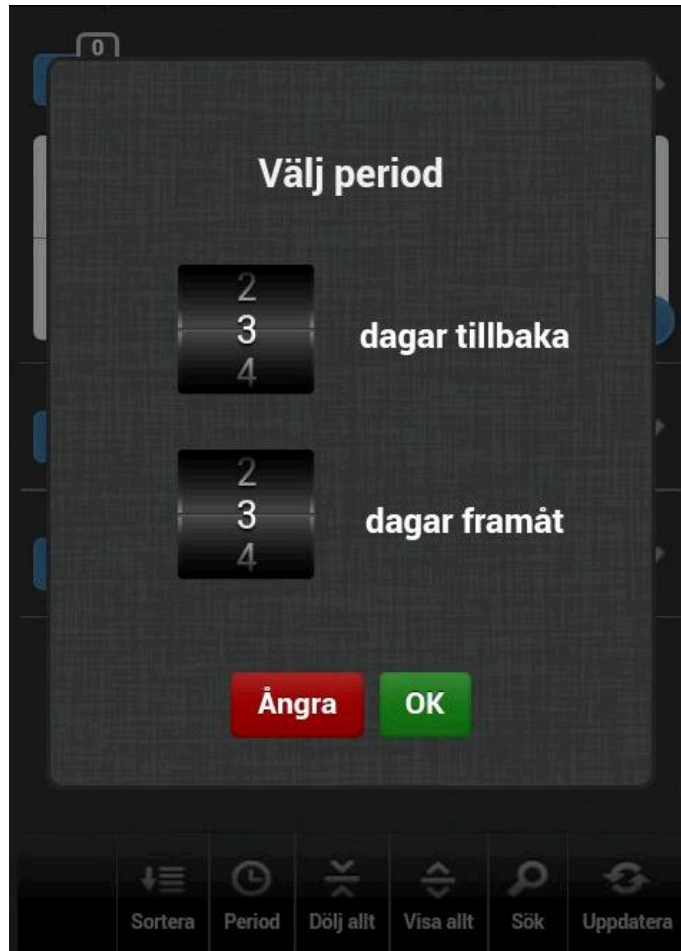 0
Välj period
2
3
4
dagar tillbaka
2
3
4
dagar framåt
Ångra
OK
Sortera
Period
Dölj allt
Visa allt
Sök
Uppdatera